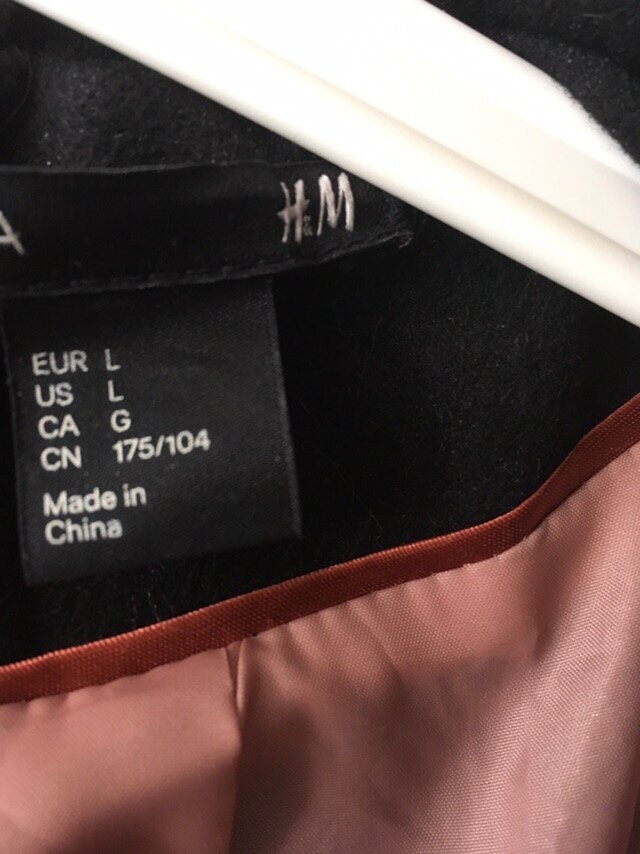 A H&M
EUR L
US L
CA G
CN 175/104
Made in
China